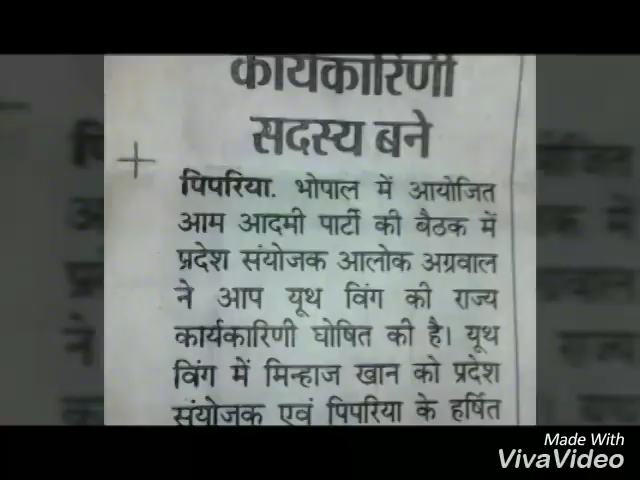 कार्यकारिणी
सदस्य बने
पिपरिया. भोपाल में आयोजित
आम आदमी पार्टी की बैठक में
प्रदेश संयोजक आलोक अग्रवाल
ने आप यूथ विंग की राज्य
कार्यकारिणी घोषित की है। यूथ
विंग में मिन्हाज खान को प्रदेश
संयोजक एवं पिपरिया के हर्षित
Made With
VivaVideo